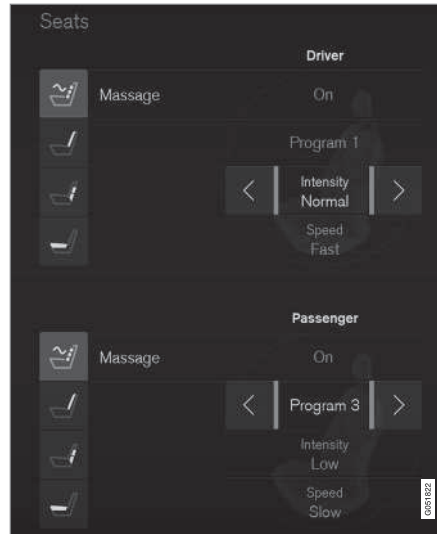 Seats
Driver
Massage On
Program 1
Intensity
Normal
Speed
Fast
Passenger
Massage On
Program 3
Intensity
Low
Speed
Slow
G051822